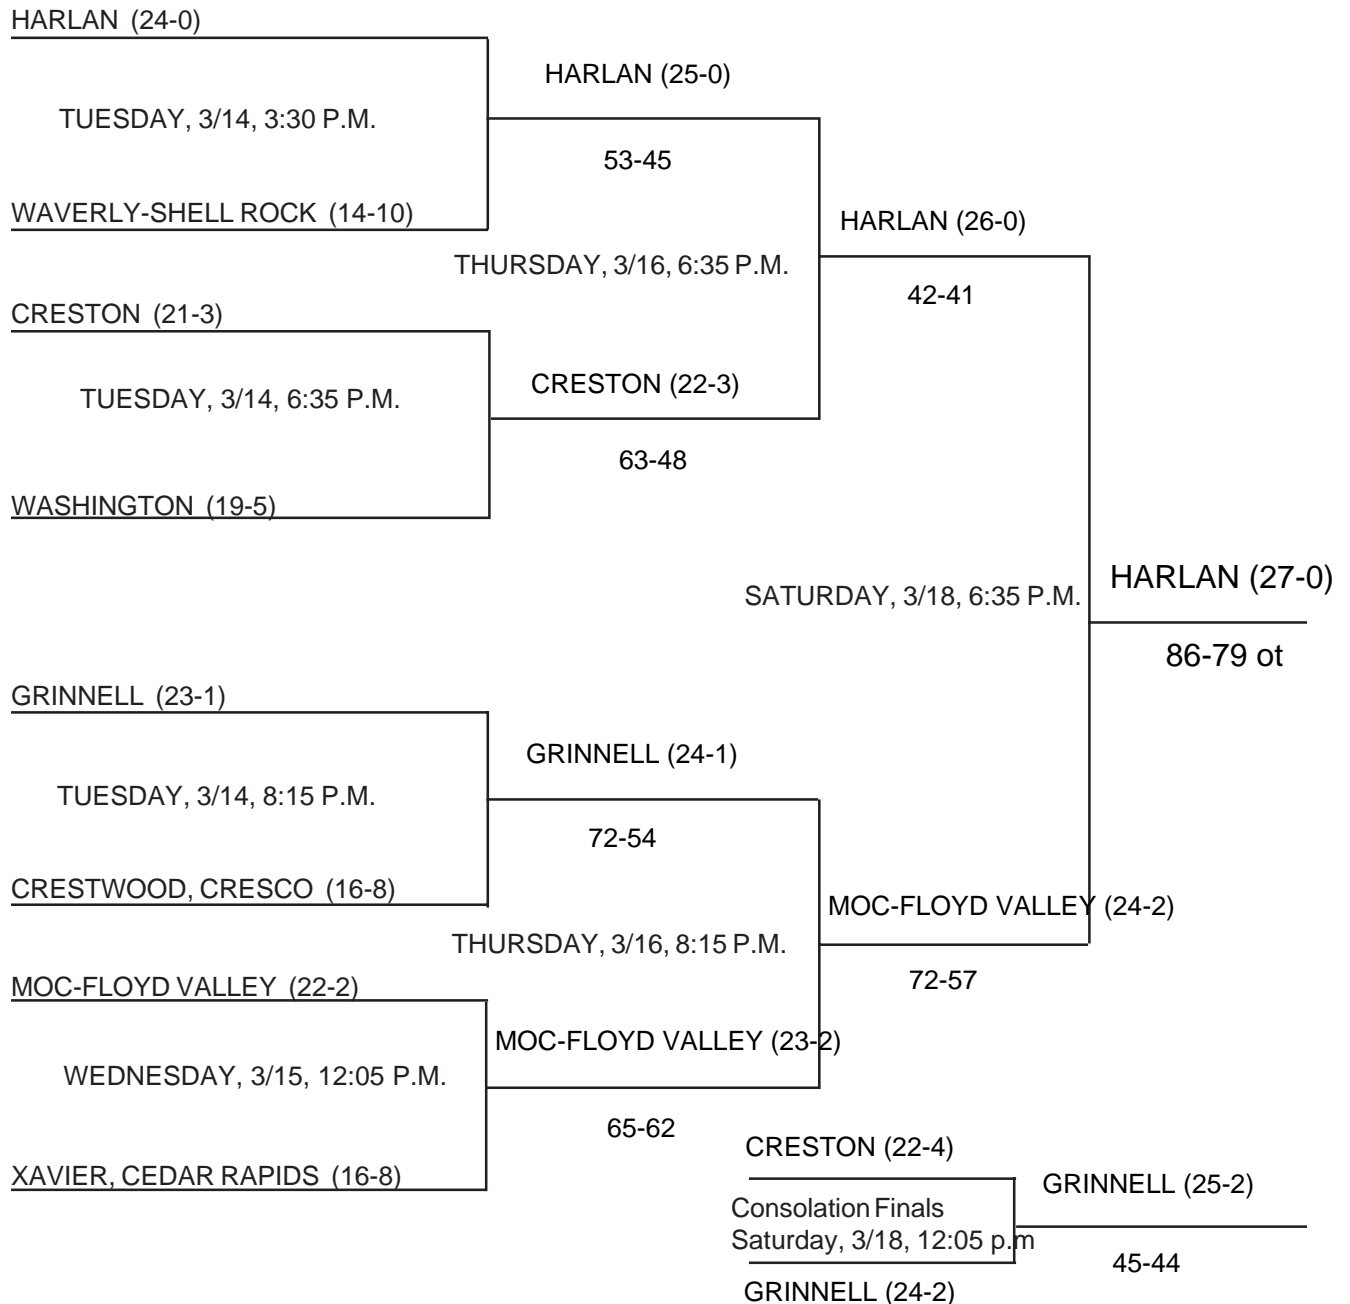 HARLAN (24-0)
HARLAN (25-0)
TUESDAY, 3/14, 3:30 P.M.
53-45
WAVERLY-SHELL ROCK (14-10)
HARLAN (26-0)
THURSDAY, 3/16, 6:35 P.M.
42-41
CRESTON (21-3)
CRESTON (22-3)
TUESDAY, 3/14, 6:35 P.M.
63-48
WASHINGTON (19-5)
HARLAN (27-0)
SATURDAY, 3/18, 6:35 P.M.
86-79 ot
GRINNELL (23-1)
GRINNELL (24-1)
TUESDAY, 3/14, 8:15 P.M.
72-54
CRESTWOOD, CRESCO (16-8)
MOC-FLOYD VALLEY (24-2)
THURSDAY, 3/16, 8:15 P.M.
72-57
MOC-FLOYD VALLEY (22-2)
MOC-FLOYD VALLEY (23-2)
WEDNESDAY, 3/15, 12:05 P.M.
65-62
XAVIER, CEDAR RAPIDS (16-8)
CRESTON (22-4)
GRINNELL (25-2)
Consolation Finals
Saturday, 3/18, 12:05 p.m
45-44
GRINNELL (24-2)